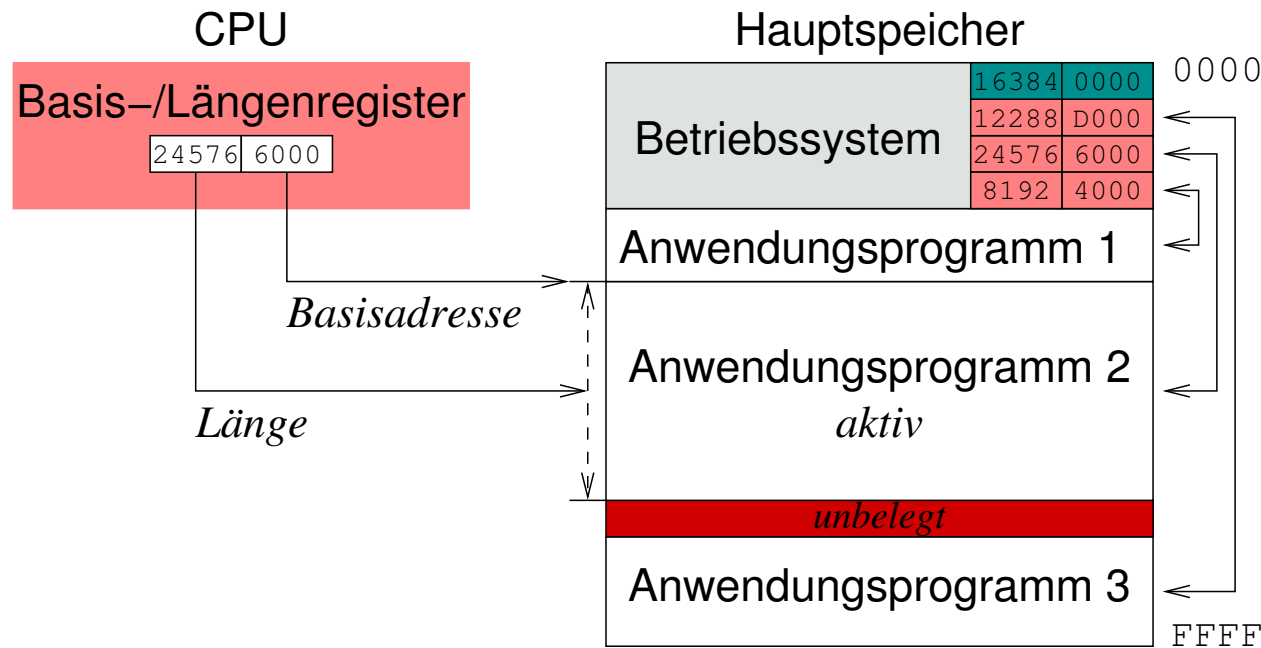 CPU
Basis−/Längenregister
24576 6000
Basisadresse
Länge
Hauptspeicher
0000
Betriebssystem
16384 0000
12288 D000
24576 6000
8192 4000
Anwendungsprogramm 1
Anwendungsprogramm 2
aktiv
unbelegt
Anwendungsprogramm 3
FFFF